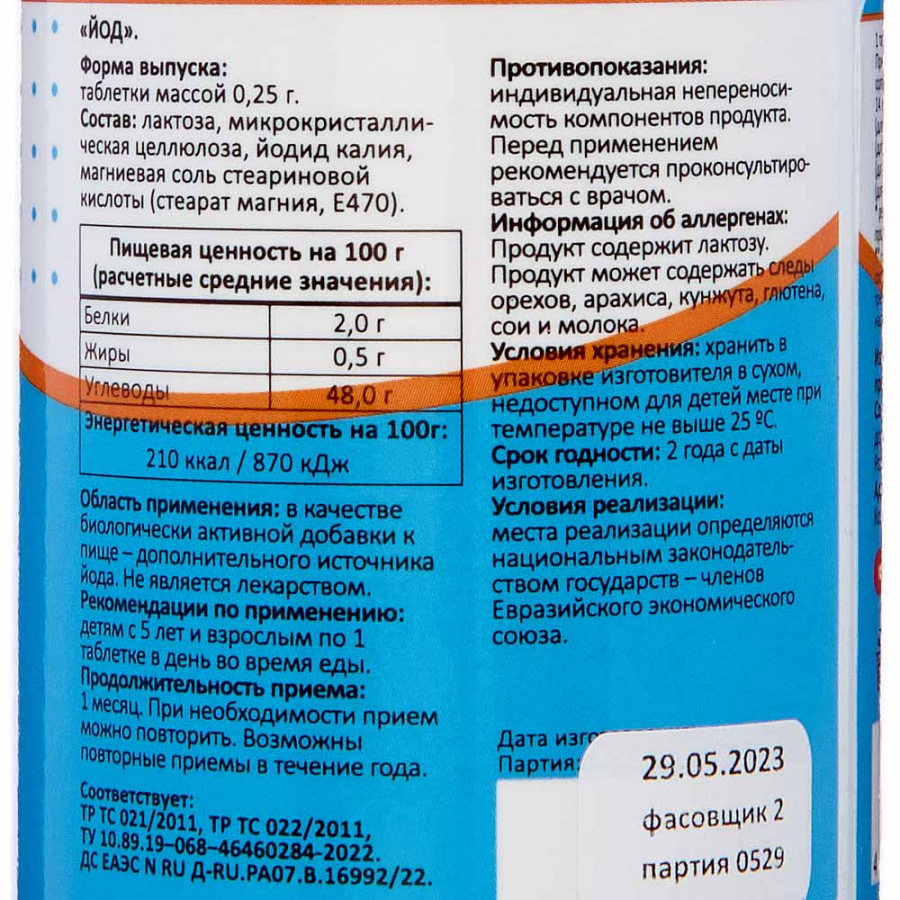 «ЙОД».
Форма выпуска:
таблетки массой 0,25 г.
Состав: лактоза, микрокристалли-
ческая целлюлоза, йодид калия,
магниевая соль стеариновой
кислоты (стеарат магния, Е470).
Пищевая ценность на 100 г
(расчетные средние значения):
Белки 2,0 г
Жиры 0,5 г
Углеводы 48,0 г
Энергетическая ценность на 100г:
210 ккал / 870 кДж
Область применения: в качестве
биологически активной добавки к
пище – дополнительного источника
йода. Не является лекарством.
Рекомендации по применению:
детям с 5 лет и взрослым по 1
таблетке в день во время еды.
Продолжительность приема:
1 месяц. При необходимости прием
можно повторить. Возможны
повторные приемы в течение года.
Соответствует:
ТР ТС 021/2011, ТР ТС 022/2011,
ТУ 10.89.19–068–46460284-2022.
ДС ЕАЭС N RU Д-RU.РА07.В.16992/22.
Противопоказания:
индивидуальная непереноси-
мость компонентов продукта.
Перед применением
рекомендуется проконсультиро-
ваться с врачом.
Информация об аллергенах:
Продукт содержит лактозу.
Продукт может содержать следы
орехов, арахиса, кунжута, глютена,
сои и молока.
Условия хранения: хранить в
упаковке изготовителя в сухом,
недоступном для детей месте при
температуре не выше 25 ºС.
Срок годности: 2 года с даты
изготовления.
Условия реализации:
места реализации определяются
национальным законодатель-
ством государств – членов
Евразийского экономического
союза.
Дата изго
Партия:
29.05.2023
фасовщик 2
партия 0529